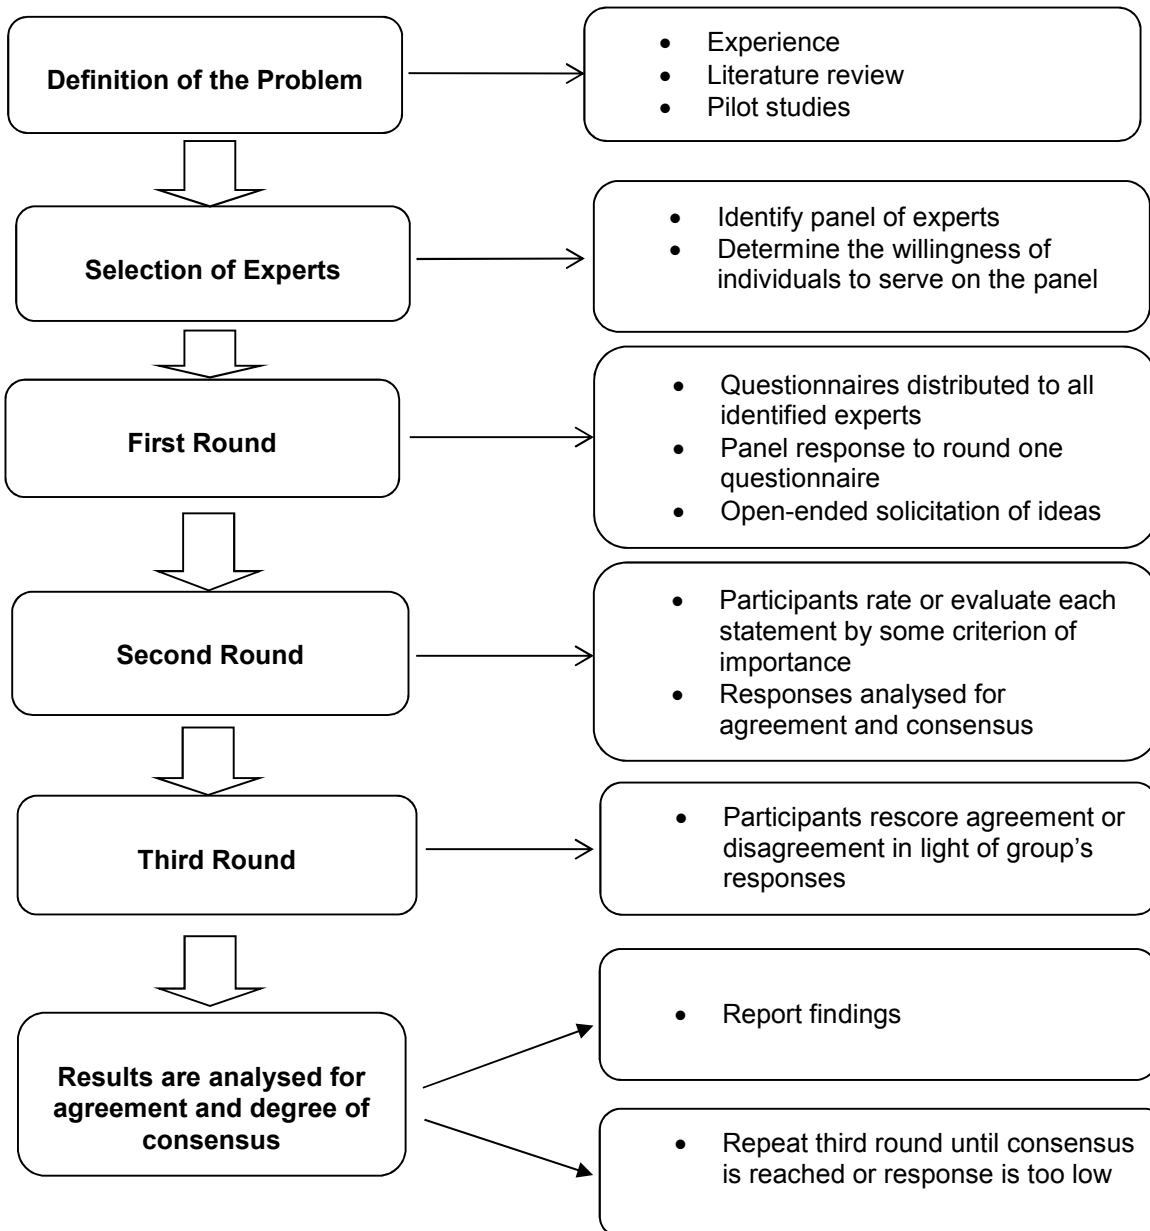 Definition of the Problem
• Experience
• Literature review
• Pilot studies
Selection of Experts
• Identify panel of experts
• Determine the willingness of
individuals to serve on the panel
First Round
• Questionnaires distributed to all
identified experts
• Panel response to round one
questionnaire
• Open-ended solicitation of ideas
Second Round
• Participants rate or evaluate each
statement by some criterion of
importance
• Responses analysed for
agreement and consensus
Third Round
• Participants rescore agreement or
disagreement in light of group’s
responses
Results are analysed for
agreement and degree of
consensus
• Report findings
• Repeat third round until consensus
is reached or response is too low